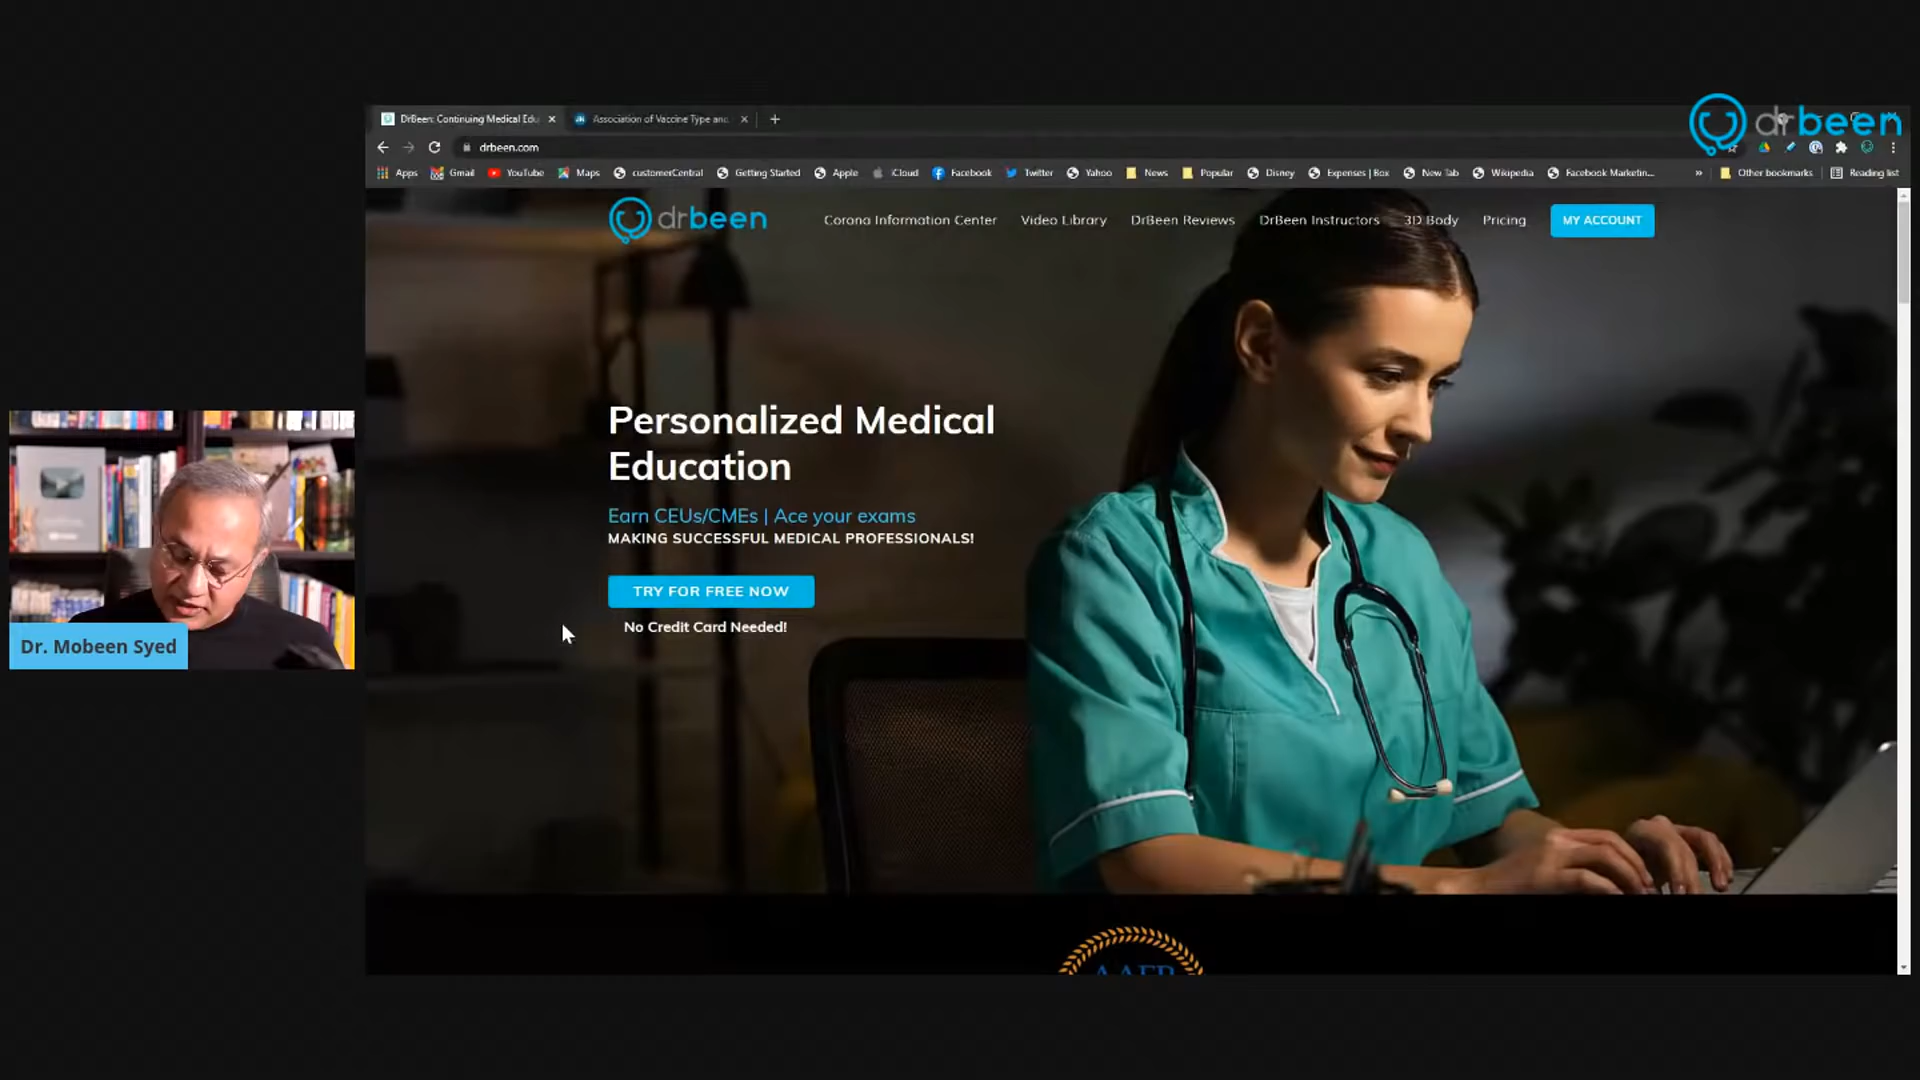 drbeen
DrBeen: Continuing Medical Edu
Association of Vaccine Type and
drbeen.com
Apps
Gmail
YouTube
Maps
customerCentral
Getting Started
Apple
iCloud
Facebook
Twitter
Yahoo
News
Popular
Disney
Expenses | Box
New Tab
Wikipedia
Facebook Marketin...
»
Other bookmarks
Reading list
drbeen
Corona Information Center
Video Library
DrBeen Reviews
DrBeen Instructors
3D Body
Pricing
MY ACCOUNT
Personalized Medical
Education
Earn CEUs/CMEs | Ace your exams
MAKING SUCCESSFUL MEDICAL PROFESSIONALS!
TRY FOR FREE NOW
No Credit Card Needed!
Dr. Mobeen Syed